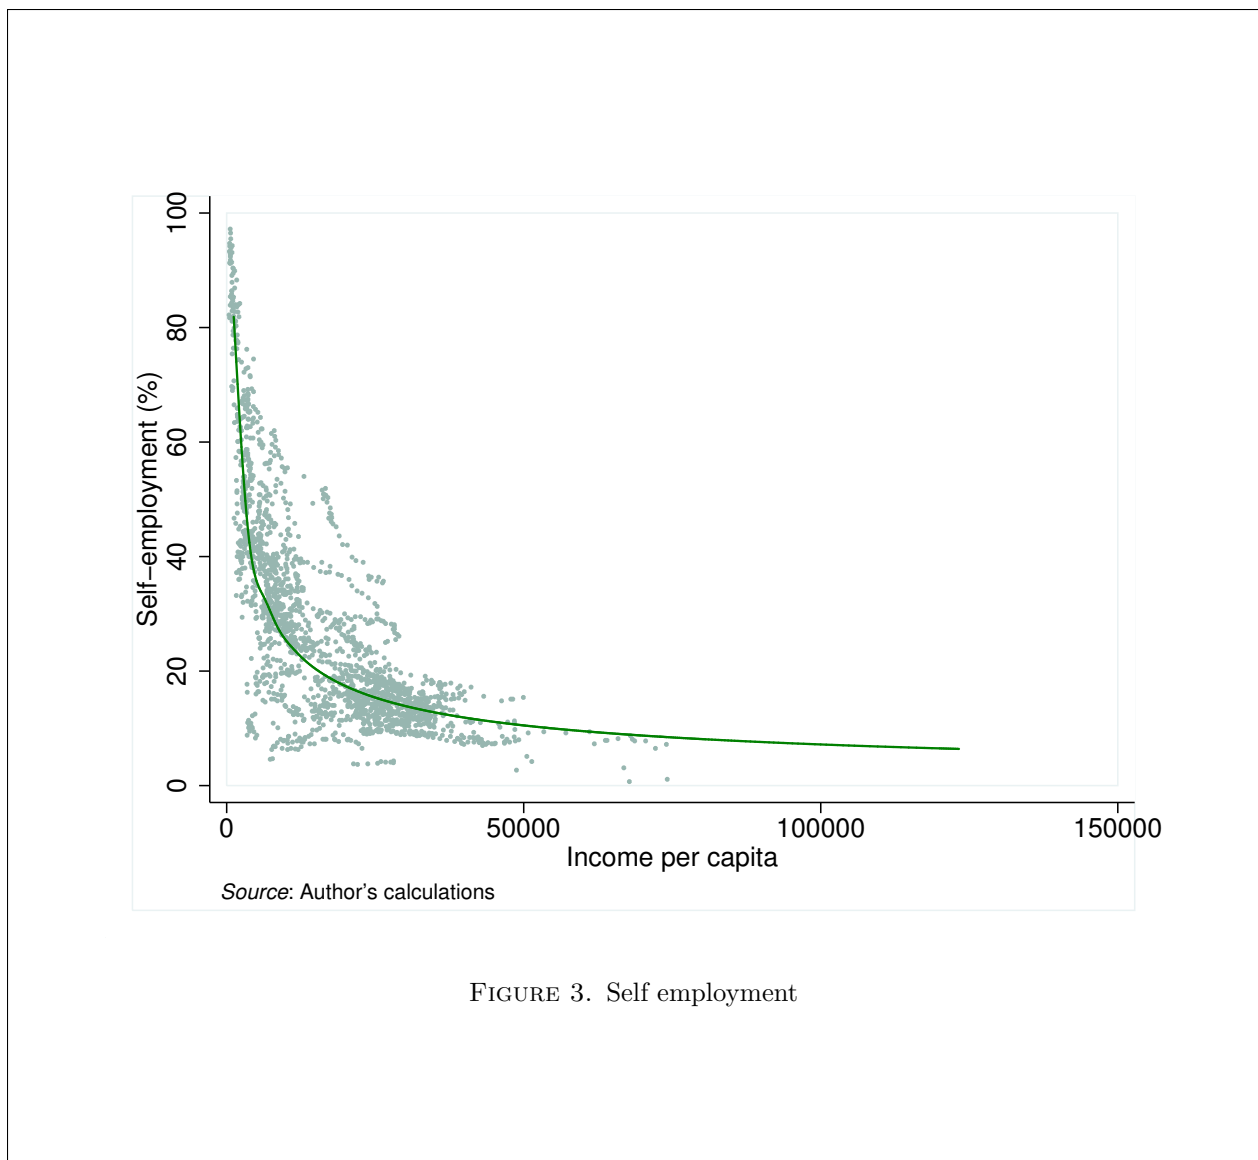 100
80
60
40
20
0
Self−employment (%)
0 50000 100000 150000
Income per capita
Source: Author's calculations
FIGURE 3. Self employment